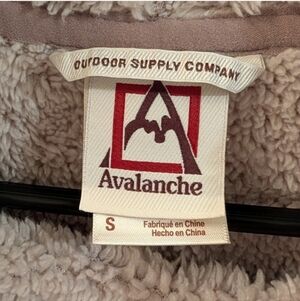 OUTDOOR SUPPLY COMPANY
Avalanche
S
Fabriqué en Chine
Hecho en China